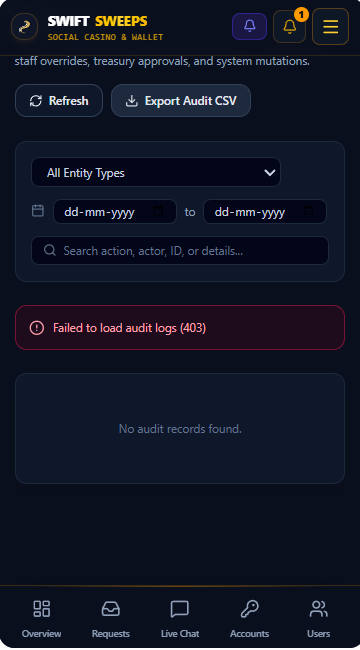 SWIFT SWEEPS
SOCIAL CASINO & WALLET
1
staff overrides, treasury approvals, and system mutations.
Refresh
Export Audit CSV
All Entity Types
dd-mm-yyyy to dd-mm-yyyy
Search action, actor, ID, or details...
Failed to load audit logs (403)
No audit records found.
Overview Requests Live Chat Accounts Users